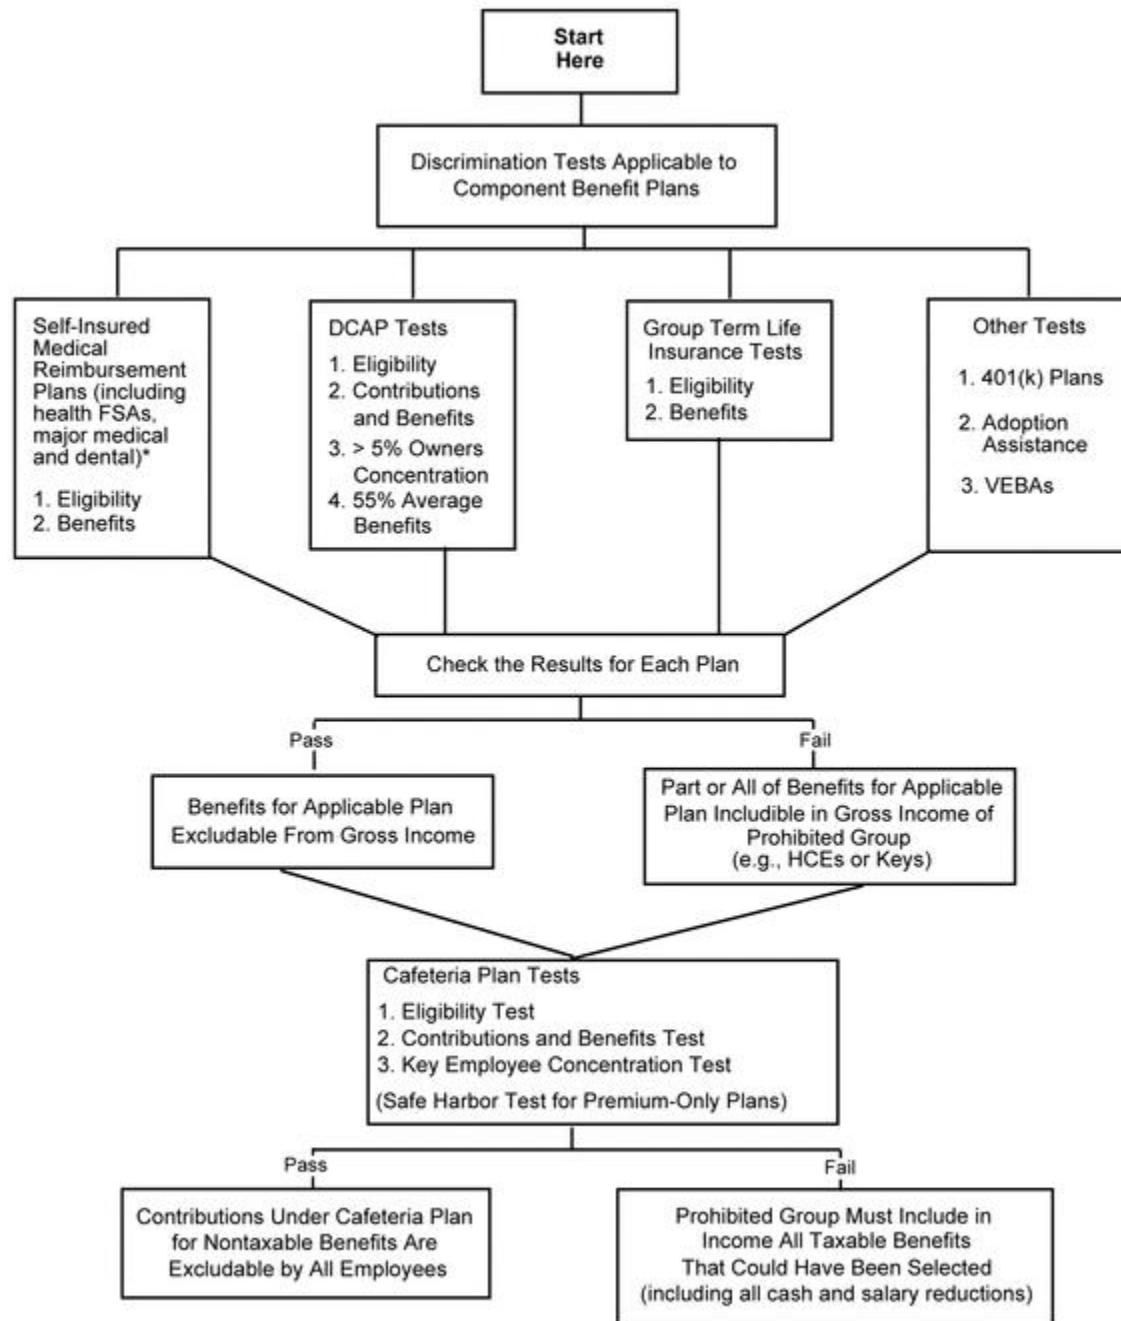 Start
Here
Discrimination Tests Applicable to
Component Benefit Plans
Self-Insured
Medical
Reimbursement
Plans (including
health FSAs,
major medical
and dental)*
1. Eligibility
2. Benefits
DCAP Tests
1. Eligibility
2. Contributions
and Benefits
3. > 5% Owners
Concentration
4. 55% Average
Benefits
Group Term Life
Insurance Tests
1. Eligibility
2. Benefits
Other Tests
1. 401(k) Plans
2. Adoption
Assistance
3. VEBAs
Check the Results for Each Plan
Pass
Fail
Benefits for Applicable Plan
Excludable From Gross Income
Part or All of Benefits for Applicable
Plan Includible in Gross Income of
Prohibited Group
(e.g., HCEs or Keys)
Cafeteria Plan Tests
1. Eligibility Test
2. Contributions and Benefits Test
3. Key Employee Concentration Test
(Safe Harbor Test for Premium-Only Plans)
Pass
Fail
Contributions Under Cafeteria Plan
for Nontaxable Benefits Are
Excludable by All Employees
Prohibited Group Must Include in
Income All Taxable Benefits
That Could Have Been Selected
(including all cash and salary reductions)